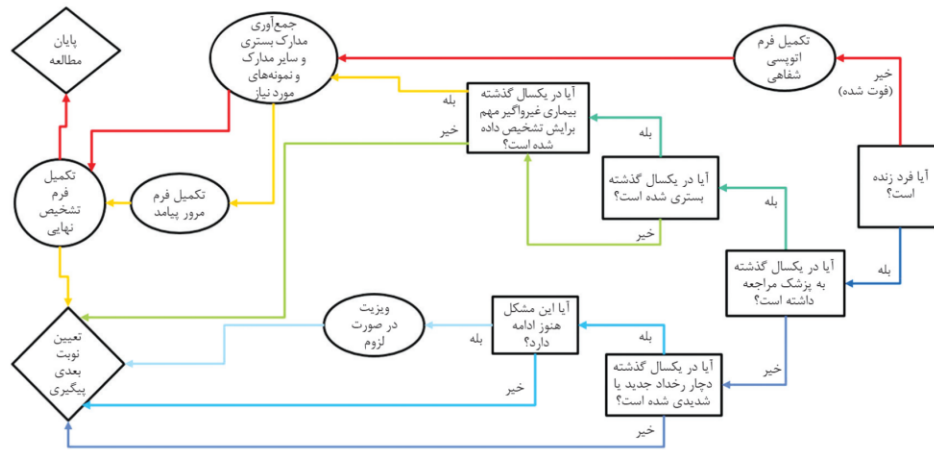 آیا فرد زنده
است؟
خیر
(فوت شده)
بله
تکمیل فرم
اتوپسی
شفاهی
جمع‌آوری
مدارک بستری
و سایر مدارک
و نمونه‌های
مورد نیاز
پایان
مطالعه
آیا در یکسال گذشته
بیماری غیرواگیر مهم
برایش تشخیص داده
شده است؟
بله
خیر
آیا در یکسال گذشته
بستری شده است؟
بله
خیر
آیا در یکسال گذشته
به پزشک مراجعه
داشته است؟
بله
خیر
تکمیل فرم
مرور پیامد
تکمیل
فرم
تشخیص
نهایی
آیا در یکسال گذشته
دچار رخداد جدید یا
شدیدی شده است؟
بله
خیر
آیا این مشکل
هنوز ادامه
دارد؟
بله
خیر
ویزیت
در صورت
لزوم
تعیین
نوبت
بعدی
پیگیری